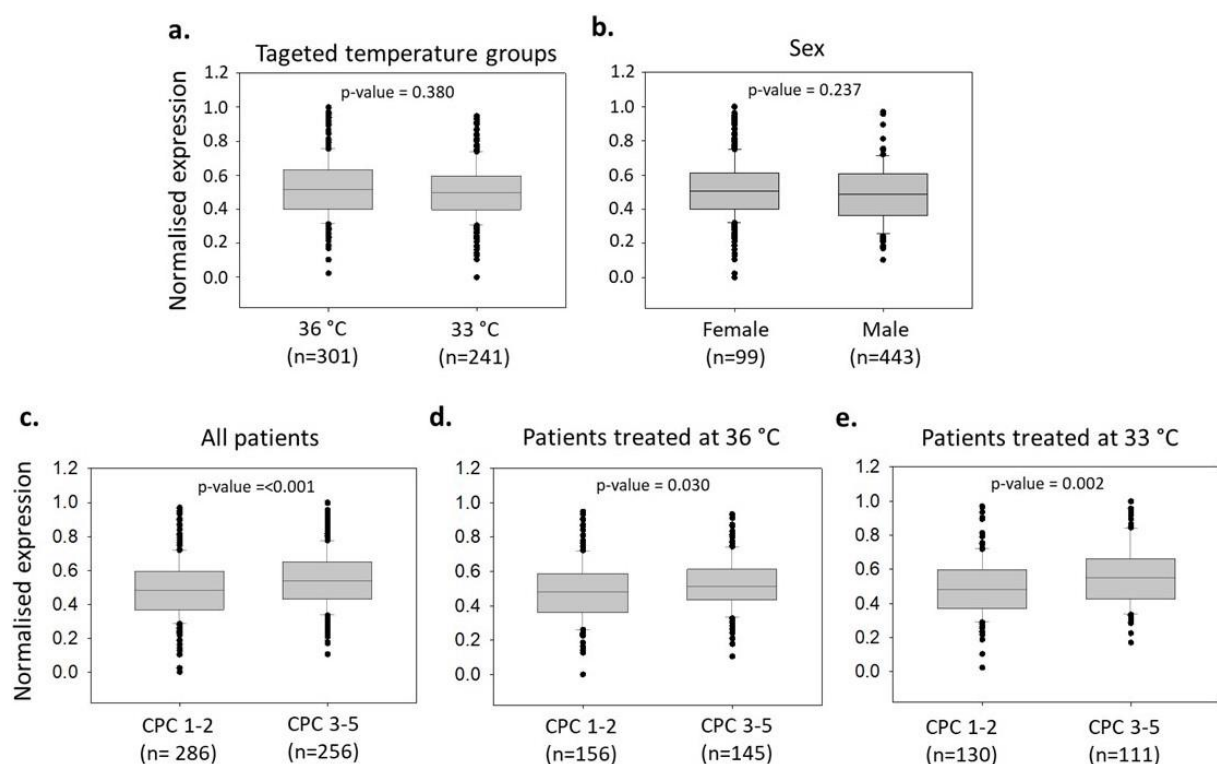 a.
Tageted temperature groups
Normalised expression
1.2
1.0
0.8
0.6
0.4
0.2
0.0
p-value = 0.380
36 °C
(n=301)
33 °C
(n=241)
b.
Sex
1.2
1.0
0.8
0.6
0.4
0.2
0.0
p-value = 0.237
Female
(n=99)
Male
(n=443)
c.
All patients
Normalised expression
1.2
1.0
0.8
0.6
0.4
0.2
0.0
p-value =<0.001
CPC 1-2
(n= 286)
CPC 3-5
(n=256)
d.
Patients treated at 36 °C
1.2
1.0
0.8
0.6
0.4
0.2
0.0
p-value = 0.030
CPC 1-2
(n=156)
CPC 3-5
(n=145)
e.
Patients treated at 33 °C
1.2
1.0
0.8
0.6
0.4
0.2
0.0
p-value = 0.002
CPC 1-2
(n=130)
CPC 3-5
(n=111)